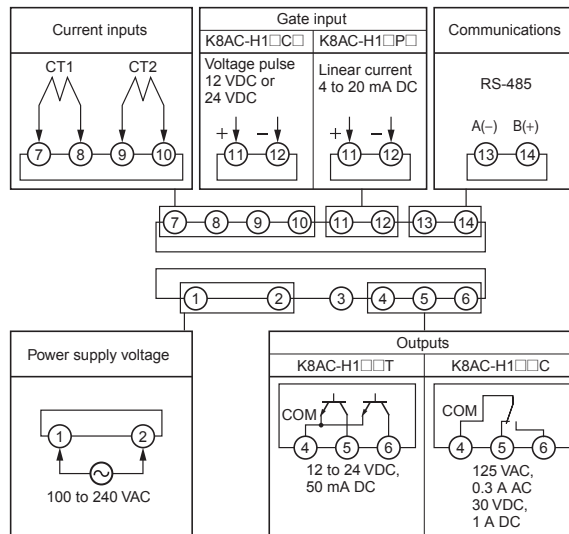 Current inputs
CT1 CT2
7 8 9 10
Gate input
K8AC-H1□C□ K8AC-H1□P□
Voltage pulse
12 VDC or
24 VDC
+ −
11 12
Linear current
4 to 20 mA DC
+ −
11 12
Communications
RS-485
A(−) B(+)
13 14
7 8 9 10 11 12 13 14
1 2 3 4 5 6
Power supply voltage
1 2
100 to 240 VAC
Outputs
K8AC-H1□□T K8AC-H1□□C
COM
4 5 6
12 to 24 VDC,
50 mA DC
COM
4 5 6
125 VAC,
0.3 A AC
30 VDC,
1 A DC